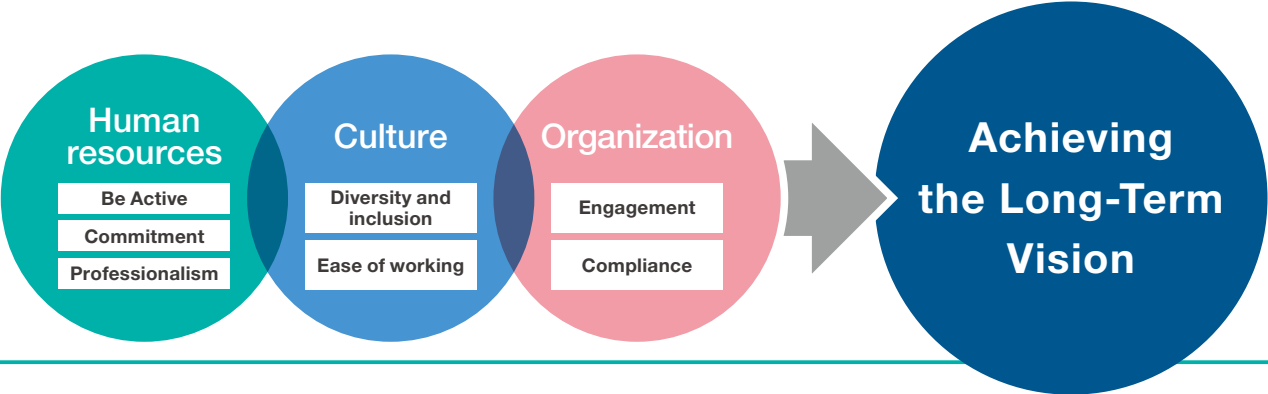 Human
resources
Be Active
Commitment
Professionalism
Culture
Diversity and
inclusion
Ease of working
Organization
Engagement
Compliance
Achieving
the Long-Term
Vision